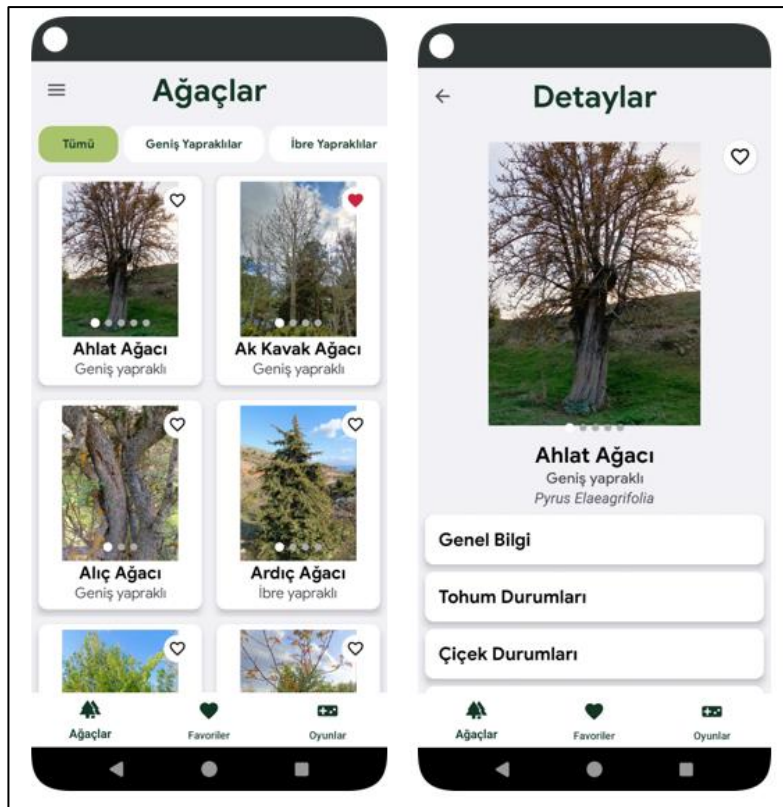 Ağaçlar
Tümü Geniş Yapraklılar İbre Yapraklılar
Ahlat Ağacı
Geniş yapraklı
Ak Kavak Ağacı
Geniş yapraklı
Alıç Ağacı
Geniş yapraklı
Ardıç Ağacı
İbre yapraklı
Ağaçlar Favoriler Oyunlar
Detaylar
Ahlat Ağacı
Geniş yapraklı
Pyrus Elaeagrifolia
Genel Bilgi
Tohum Durumları
Çiçek Durumları
Ağaçlar Favoriler Oyunlar